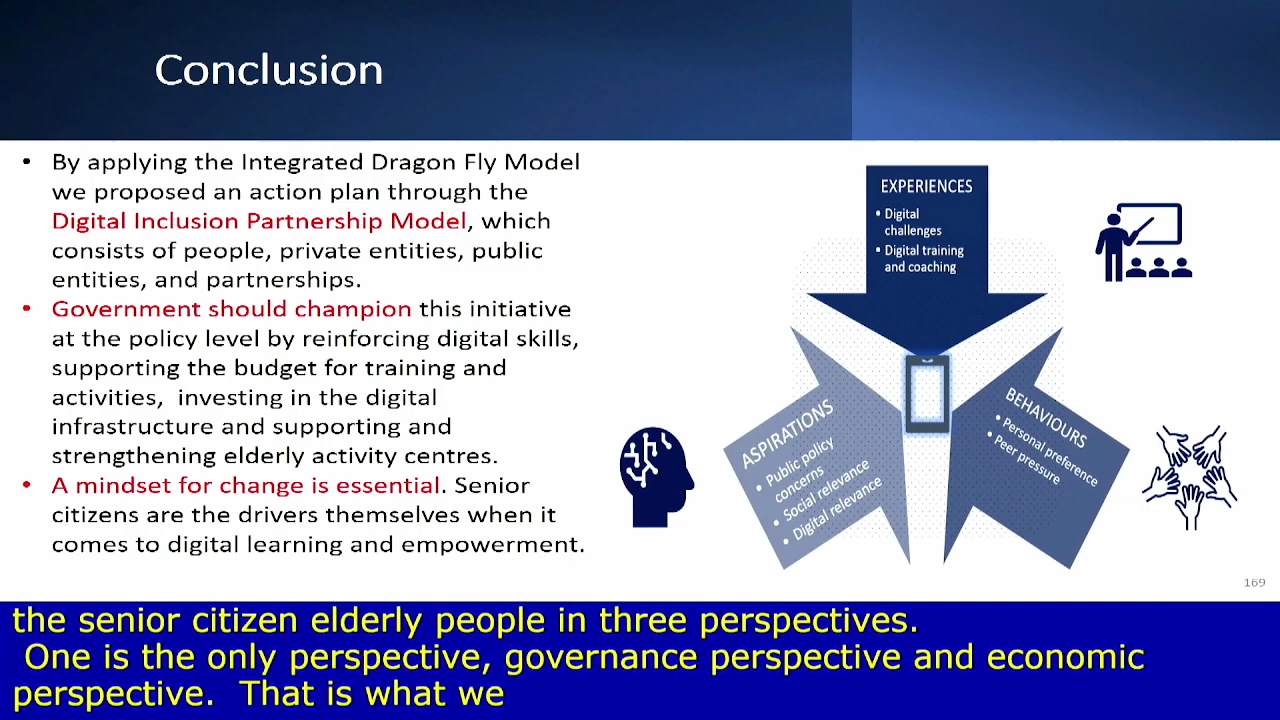 Conclusion
• By applying the Integrated Dragon Fly Model
we proposed an action plan through the
Digital Inclusion Partnership Model, which
consists of people, private entities, public
entities, and partnerships.
• Government should champion this initiative
at the policy level by reinforcing digital skills,
supporting the budget for training and
activities, investing in the digital
infrastructure and supporting and
strengthening elderly activity centres.
• A mindset for change is essential. Senior
citizens are the drivers themselves when it
comes to digital learning and empowerment.
EXPERIENCES
• Digital
challenges
• Digital training
and coaching
ASPIRATIONS
• Public policy
concerns
• Social relevance
• Digital relevance
BEHAVIOURS
• Personal preference
• Peer pressure
169
the senior citizen elderly people in three perspectives.
One is the only perspective, governance perspective and economic
perspective. That is what we